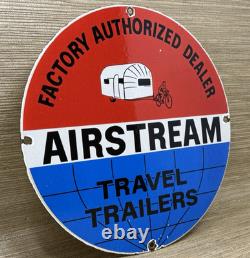 FACTORY AUTHORIZED DEALER
AIRSTREAM
TRAVEL
TRAILERS